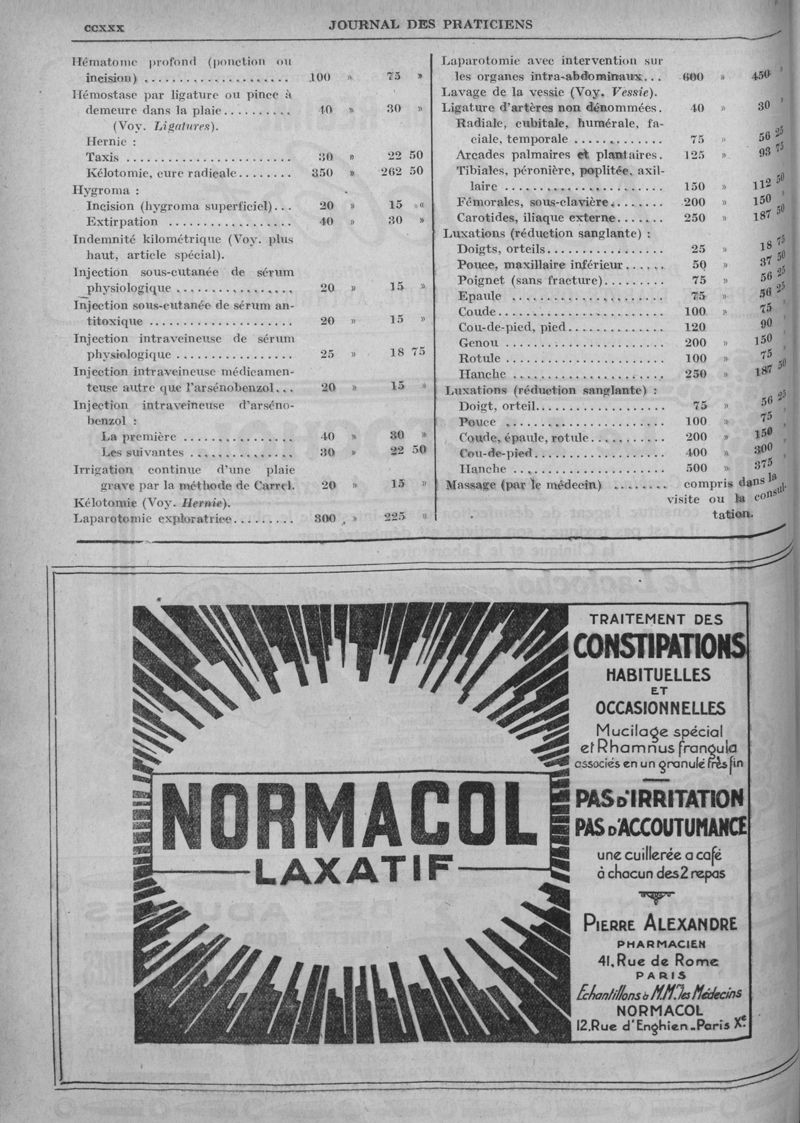 CCXXX
JOURNAL DES PRATICIENS
Hématome profond (ponction ou
incision) .................... 100 » 75 »
Hémostase par ligature ou pince à
demeure dans la plaie.......... 40 » 30 »
(Voy. Ligatures).
Hernie :
Taxis ........................ 30 » 22 50
Kélotomie, cure radicale........ 350 » 262 50
Hygroma :
Incision (hygroma superficiel)... 20 » 15 »
Extirpation .................. 40 » 30 »
Indemnité kilométrique (Voy. plus
haut, article spécial).
Injection sous-cutanée de sérum
physiologique ................. 20 » 15 »
Injection sous-cutanée de sérum an-
titoxique ..................... 20 » 15 »
Injection intraveineuse de sérum
physiologique ................. 25 » 18 75
Injection intraveineuse médicamen-
teuse autre que l'arsénobenzol... 20 » 15 »
Injection intraveineuse d'arséno-
benzol :
La première ................ 40 » 30 »
Les suivantes ............... 30 » 22 50
Irrigation continue d'une plaie
grave par la méthode de Carrel. 20 » 15 »
Kélotomie (Voy. Hernie).
Laparotomie exploratrice......... 300 » 225 »
Laparotomie avec intervention sur
les organes intra-abdominaux... 600 » 450
Lavage de la vessie (Voy. Vessie).
Ligature d'artères non dénommées. 40 » 30
Radiale, cubitale, humérale, fa-
ciale, temporale ............. 75 » 56 25
Arcades palmaires et plantaires. 125 » 93 75
Tibiales, péronière, poplitée, axil-
laire ....................... 150 » 112 50
Fémorales, sous-clavière........ 200 » 150
Carotides, iliaque externe....... 250 » 187 50
Luxations (réduction sanglante) :
Doigts, orteils................. 25 » 18 75
Pouce, maxillaire inférieur...... 50 » 37 50
Poignet (sans fracture)......... 75 » 56 25
Epaule ...................... 75 » 56 25
Coude........................ 100 » 75
Cou-de-pied, pied.............. 120 90
Genou ....................... 200 » 150
Rotule ....................... 100 » 75
Hanche ...................... 250 » 187 50
Luxations (réduction sanglante) :
Doigt, orteil................... 75 » 56 25
Pouce ....................... 100 » 75
Coude, épaule, rotule........... 200 » 150
Cou-de-pied................... 400 » 300
Hanche ...................... 500 » 375
Massage (par le médecin) ........ compris dans la
visite ou la consul-
tation.
NORMACOL
LAXATIF
TRAITEMENT DES
CONSTIPATIONS
HABITUELLES
ET
OCCASIONNELLES
Mucilage spécial
et Rhamnus frangula
associés en un granulé très fin
PAS D'IRRITATION
PAS D'ACCOUTUMANCE
une cuillerée a café
à chacun des 2 repas
PIERRE ALEXANDRE
PHARMACIEN
41, Rue de Rome
PARIS
Echantillons à M.M. les Médecins
NORMACOL
12. Rue d'Enghien - Paris Xe.